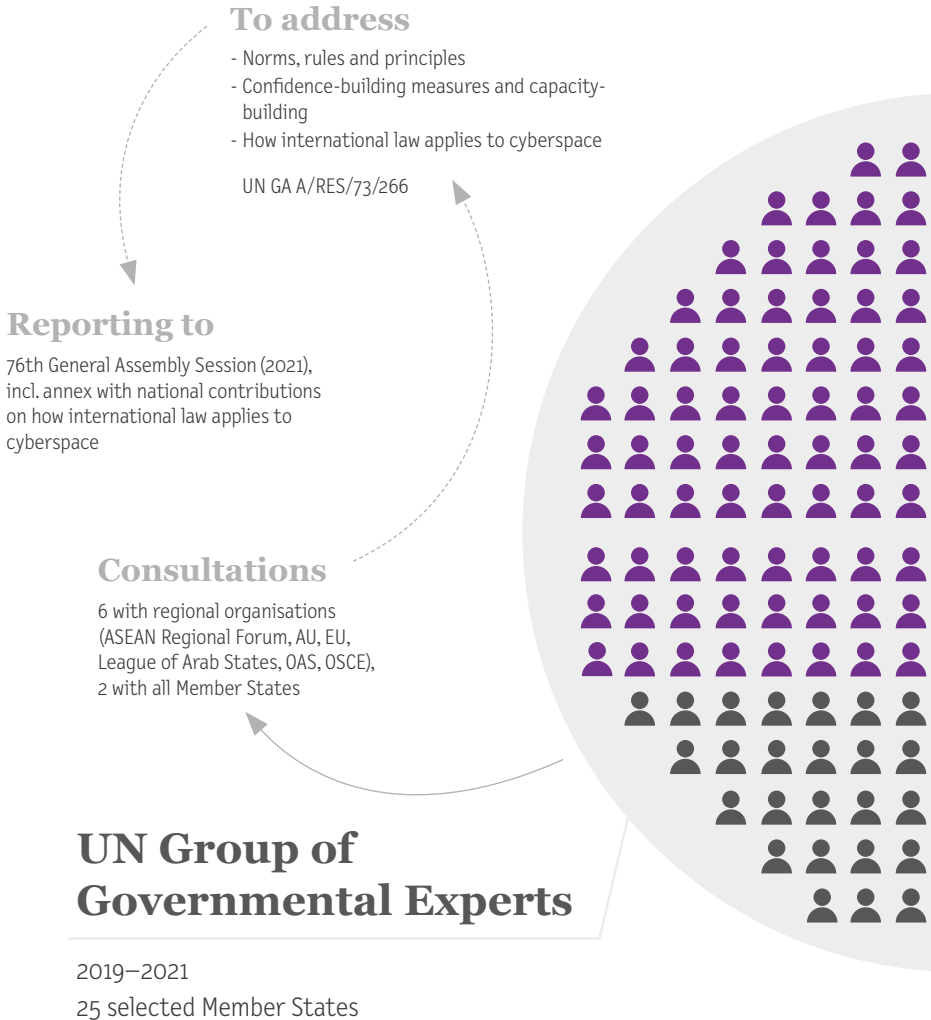 To address
- Norms, rules and principles
- Confidence-building measures and capacity-
building
- How international law applies to cyberspace
UN GA A/RES/73/266
Reporting to
76th General Assembly Session (2021),
incl. annex with national contributions
on how international law applies to
cyberspace
Consultations
6 with regional organisations
(ASEAN Regional Forum, AU, EU,
League of Arab States, OAS, OSCE),
2 with all Member States
UN Group of
Governmental Experts
2019–2021
25 selected Member States